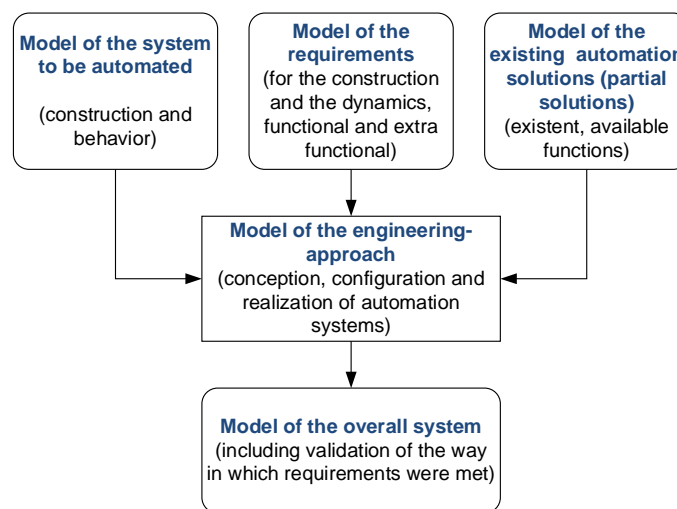 Model of the system
to be automated
(construction and
behavior)
Model of the
requirements
(for the construction
and the dynamics,
functional and extra
functional)
Model of the
existing automation
solutions (partial
solutions)
(existent, available
functions)
Model of the engineering-
approach
(conception, configuration and
realization of automation
systems)
Model of the overall system
(including validation of the way
in which requirements were met)